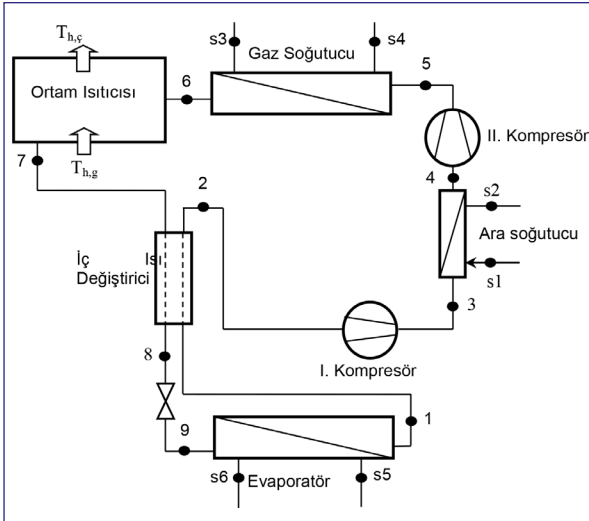 T_h,ç
s3
s4
Gaz Soğutucu
5
6
Ortam Isıtıcısı
II. Kompresör
7
T_h,g
2
4
s2
Ara soğutucu
İç Isı
Değiştirici
s1
3
8
I. Kompresör
1
9
s6
Evaporatör
s5